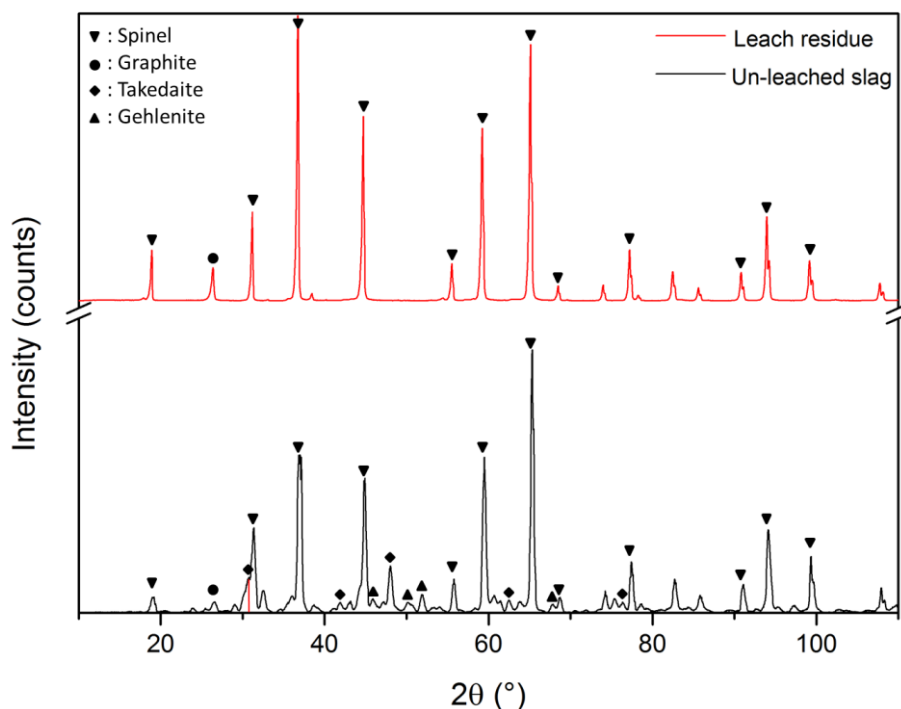 ▼ : Spinel
● : Graphite
◆ : Takedaite
▲ : Gehlenite
Leach residue
Un-leached slag
Intensity (counts)
20 40 60 80 100
2θ (°)